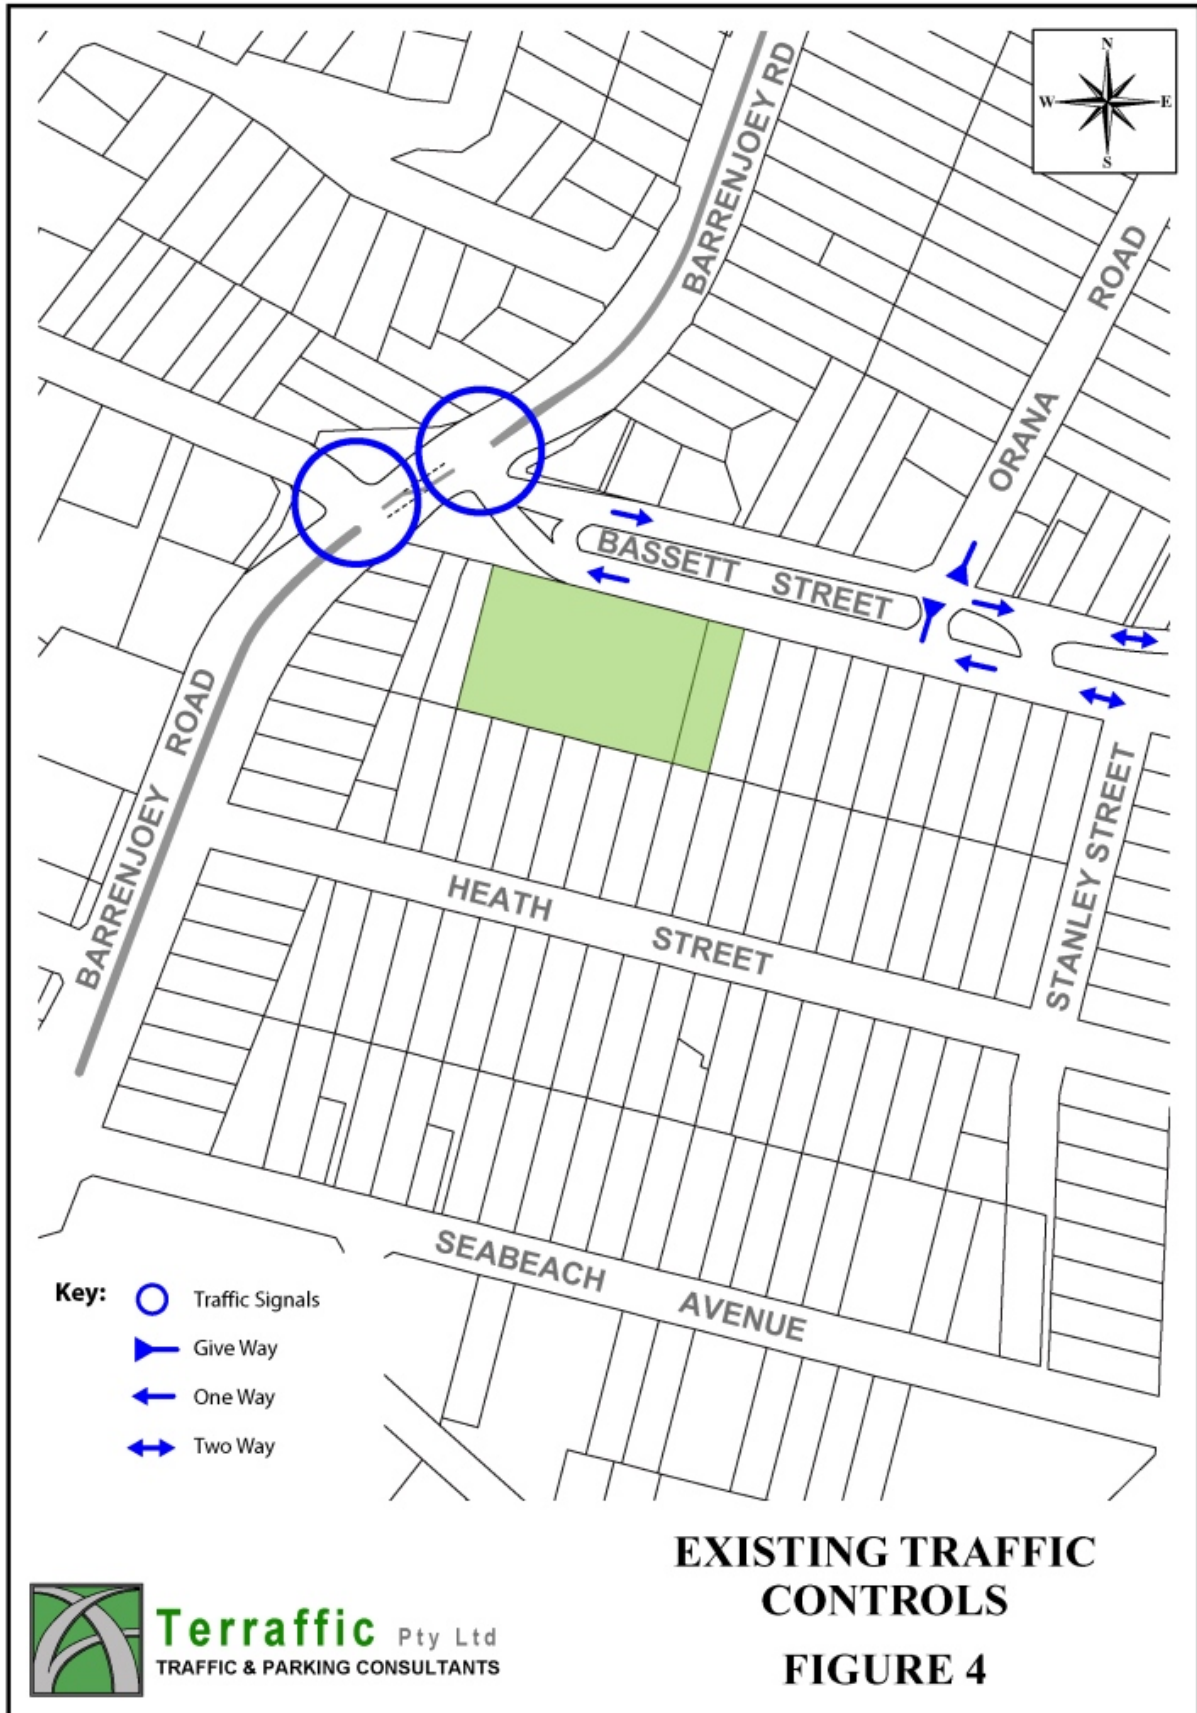 N
W E
S
BARRENJOEY RD
ROAD
ORANA
BASSETT STREET
BARRENJOEY ROAD
STANLEY STREET
HEATH STREET
SEABEACH AVENUE
Key:
Traffic Signals
Give Way
One Way
Two Way
EXISTING TRAFFIC
CONTROLS
FIGURE 4
Terraffic Pty Ltd
TRAFFIC & PARKING CONSULTANTS